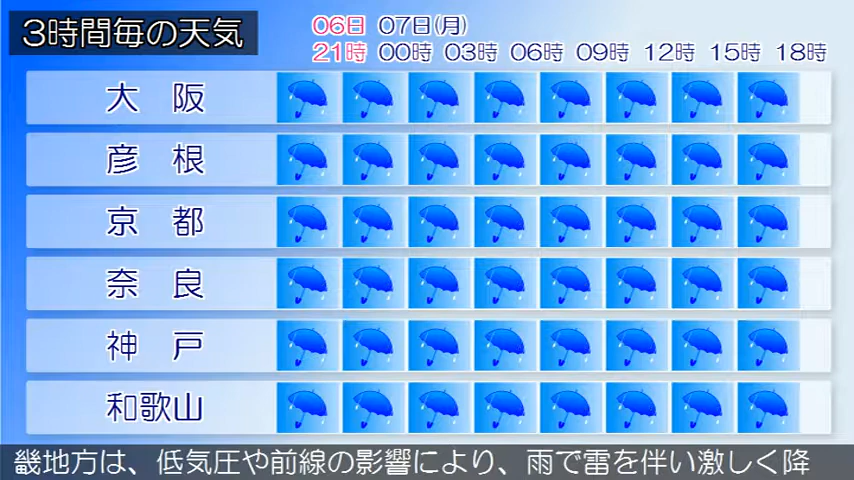 3時間毎の天気
06日 07日(月)
21時 00時 03時 06時 09時 12時 15時 18時
大 阪
彦 根
京 都
奈 良
神 戸
和歌山
畿地方は、低気圧や前線の影響により、雨で雷を伴い激しく降